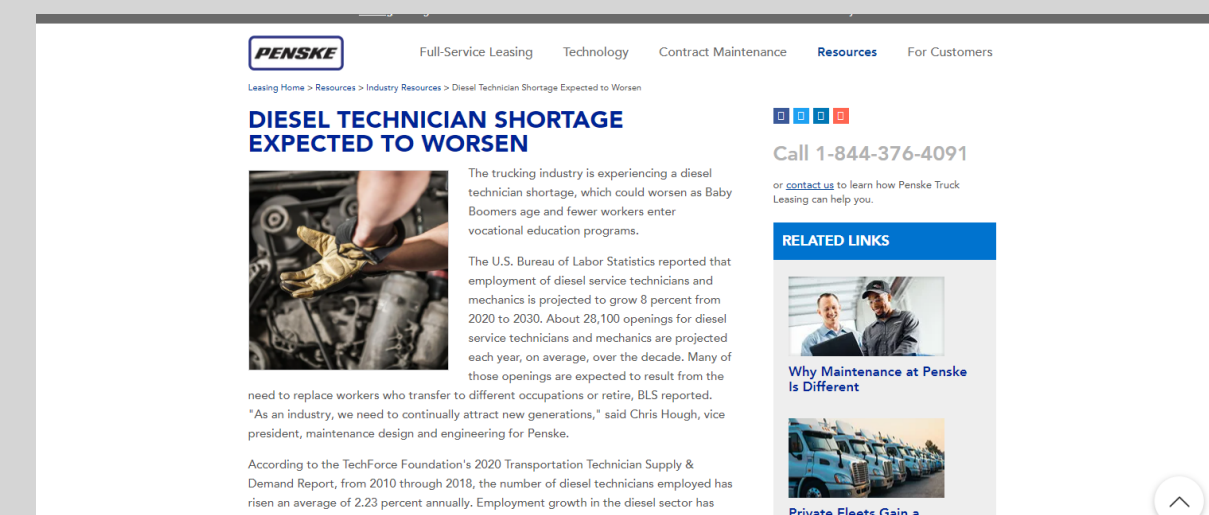 PENSKE
Full-Service Leasing Technology Contract Maintenance Resources For Customers
Leasing Home > Resources > Industry Resources > Diesel Technician Shortage Expected to Worsen
DIESEL TECHNICIAN SHORTAGE
EXPECTED TO WORSEN
The trucking industry is experiencing a diesel
technician shortage, which could worsen as Baby
Boomers age and fewer workers enter
vocational education programs.
The U.S. Bureau of Labor Statistics reported that
employment of diesel service technicians and
mechanics is projected to grow 8 percent from
2020 to 2030. About 28,100 openings for diesel
service technicians and mechanics are projected
each year, on average, over the decade. Many of
those openings are expected to result from the
need to replace workers who transfer to different occupations or retire, BLS reported.
"As an industry, we need to continually attract new generations," said Chris Hough, vice
president, maintenance design and engineering for Penske.
According to the TechForce Foundation's 2020 Transportation Technician Supply &
Demand Report, from 2010 through 2018, the number of diesel technicians employed has
risen an average of 2.23 percent annually. Employment growth in the diesel sector has
Call 1-844-376-4091
or contact us to learn how Penske Truck
Leasing can help you.
RELATED LINKS
Why Maintenance at Penske
Is Different
Private Fleets Gain a